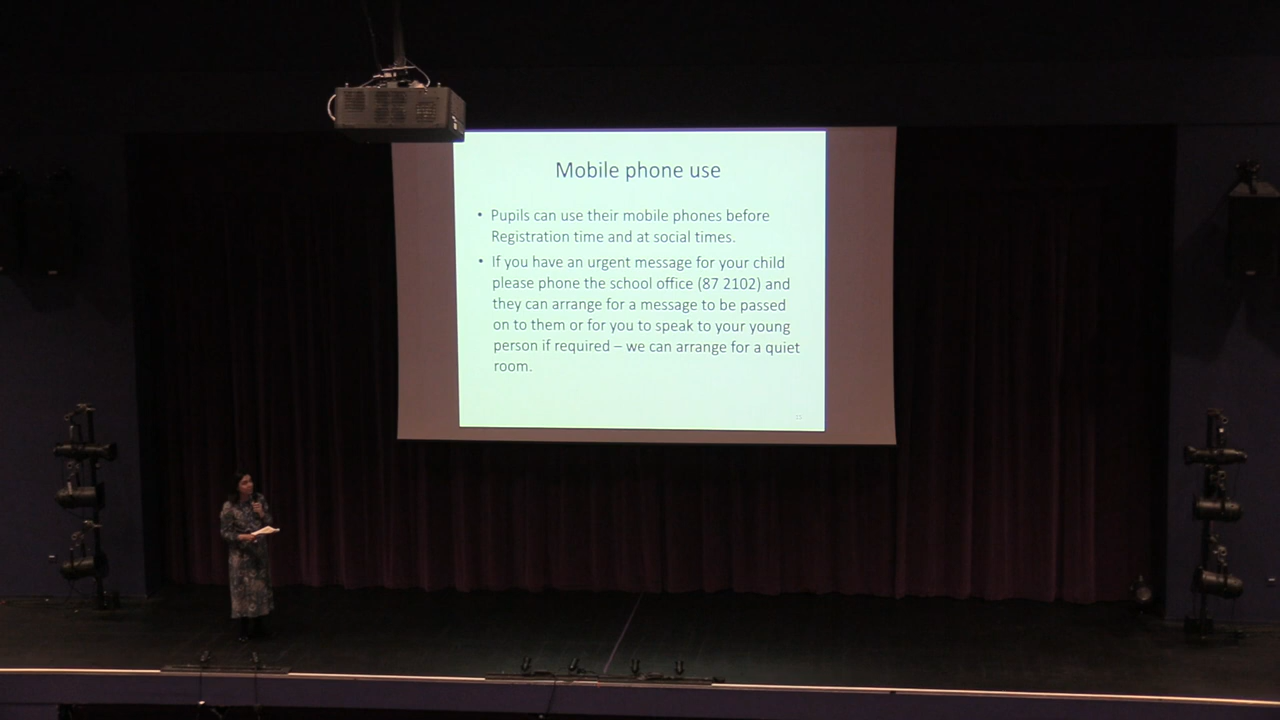 Mobile phone use
• Pupils can use their mobile phones before
Registration time and at social times.
• If you have an urgent message for your child
please phone the school office (87 2102) and
they can arrange for a message to be passed
on to them or for you to speak to your young
person if required – we can arrange for a quiet
room.